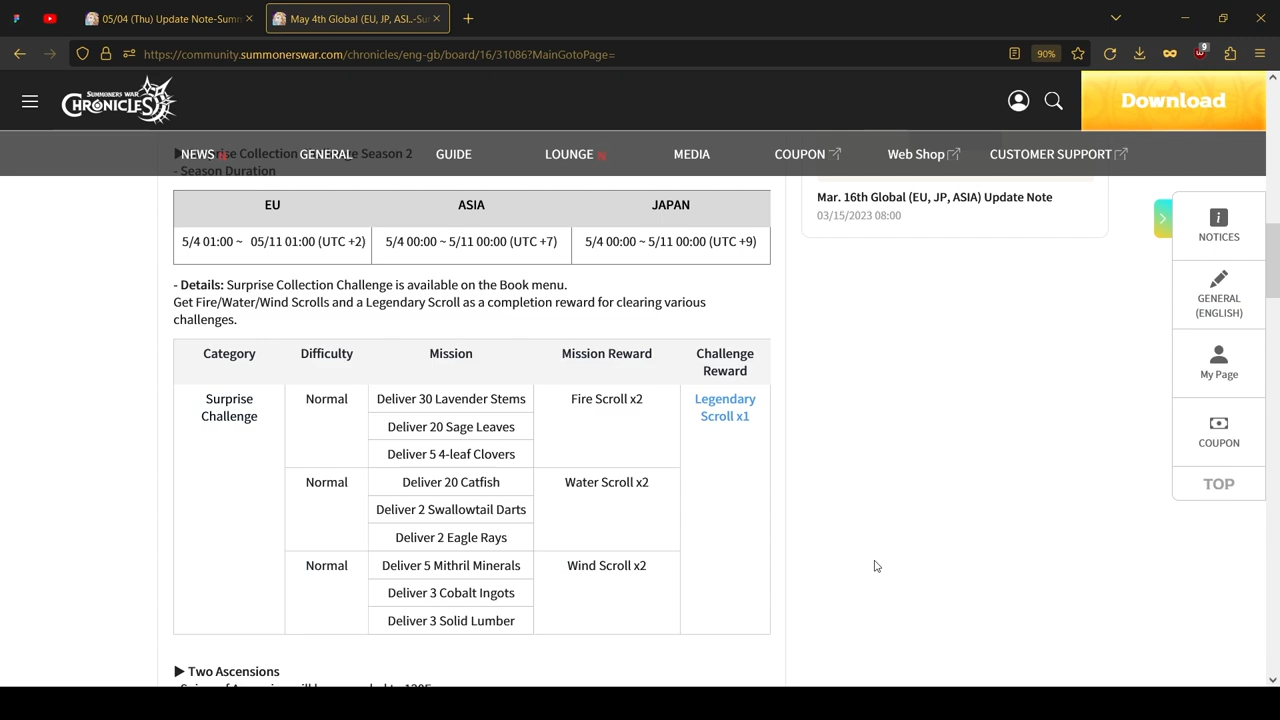 05/04 (Thu) Update Note-Summ
May 4th Global (EU, JP, ASI..-Su
https://community.summonerswar.com/chronicles/eng-gb/board/16/31086?MainGotoPage=
90%
9
SUMMONERS WAR
CHRONICLES
Download
NEWS N
GENERAL
GUIDE
LOUNGE N
MEDIA
COUPON
Web Shop
CUSTOMER SUPPORT
Season 2
- Season Duration
EU ASIA JAPAN
5/4 01:00 ~ 05/11 01:00 (UTC +2) 5/4 00:00 ~ 5/11 00:00 (UTC +7) 5/4 00:00 ~ 5/11 00:00 (UTC +9)
- Details: Surprise Collection Challenge is available on the Book menu.
Get Fire/Water/Wind Scrolls and a Legendary Scroll as a completion reward for clearing various
challenges.
Category Difficulty Mission Mission Reward Challenge
Reward
Surprise
Challenge
Normal
Deliver 30 Lavender Stems
Fire Scroll x2
Legendary
Scroll x1
Deliver 20 Sage Leaves
Deliver 5 4-leaf Clovers
Normal
Deliver 20 Catfish
Water Scroll x2
Deliver 2 Swallowtail Darts
Deliver 2 Eagle Rays
Normal
Deliver 5 Mithril Minerals
Wind Scroll x2
Deliver 3 Cobalt Ingots
Deliver 3 Solid Lumber
▶ Two Ascensions
Mar. 16th Global (EU, JP, ASIA) Update Note
03/15/2023 08:00
NOTICES
GENERAL
(ENGLISH)
My Page
COUPON
TOP